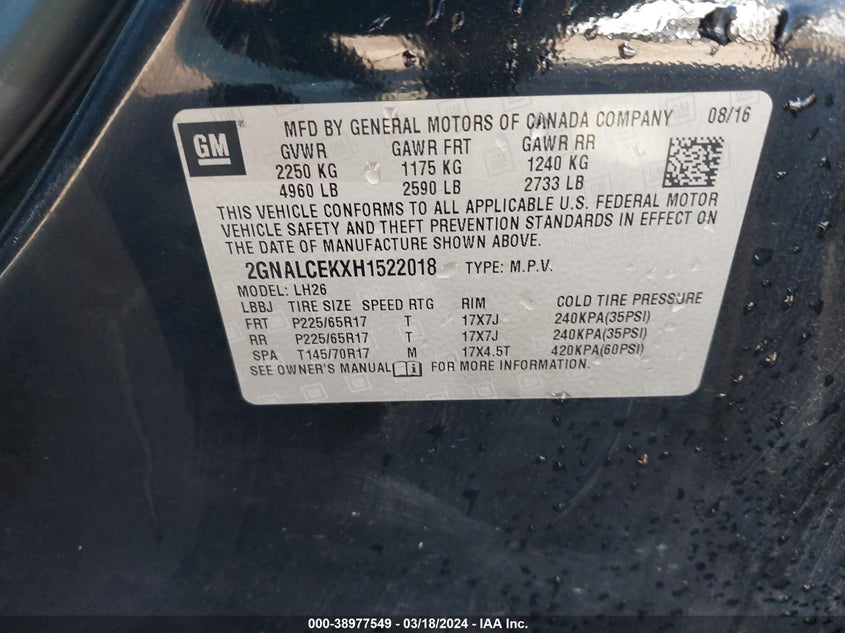 GM ® MFD BY GENERAL MOTORS OF CANADA COMPANY 08/16
GVWR GAWR FRT GAWR RR
2250 KG 1175 KG 1240 KG
4960 LB 2590 LB 2733 LB
THIS VEHICLE CONFORMS TO ALL APPLICABLE U.S. FEDERAL MOTOR
VEHICLE SAFETY AND THEFT PREVENTION STANDARDS IN EFFECT ON
THE DATE OF MANUFACTURE SHOWN ABOVE.
2GNALCEKXH1522018 TYPE: M.P.V.
MODEL: LH26
LBBJ TIRE SIZE SPEED RTG RIM COLD TIRE PRESSURE
FRT P225/65R17 T 17X7J 240KPA(35PSI)
RR P225/65R17 T 17X7J 240KPA(35PSI)
SPA T145/70R17 M 17X4.5T 420KPA(60PSI)
SEE OWNER'S MANUAL FOR MORE INFORMATION.
000-38977549 — 03/18/2024 — IAA Inc.